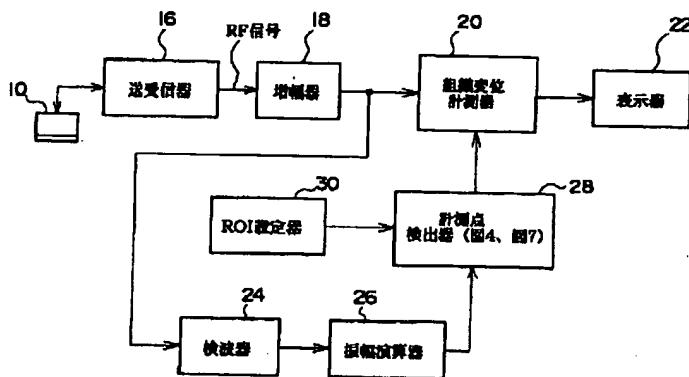 16
RF信号
18
20
22
10
送受信器
増幅器
組織変位
計測器
表示器
30
28
ROI設定器
計測点
検出器(図4、図7)
24
26
検波器
振幅演算器